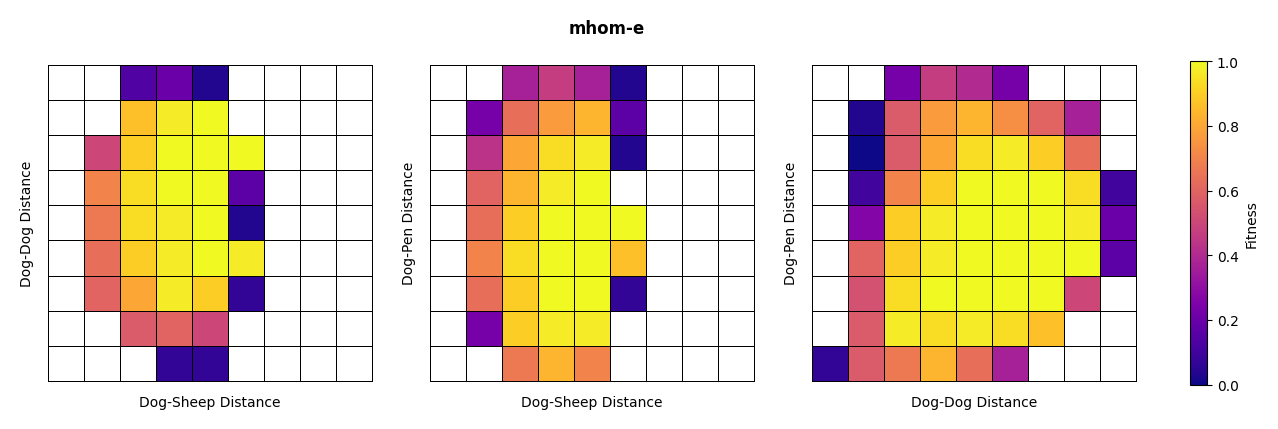 mhom-e
Dog-Dog Distance
Dog-Sheep Distance
Dog-Pen Distance
Dog-Sheep Distance
Dog-Pen Distance
Dog-Dog Distance
1.0
0.8
0.6
0.4
0.2
0.0
Fitness